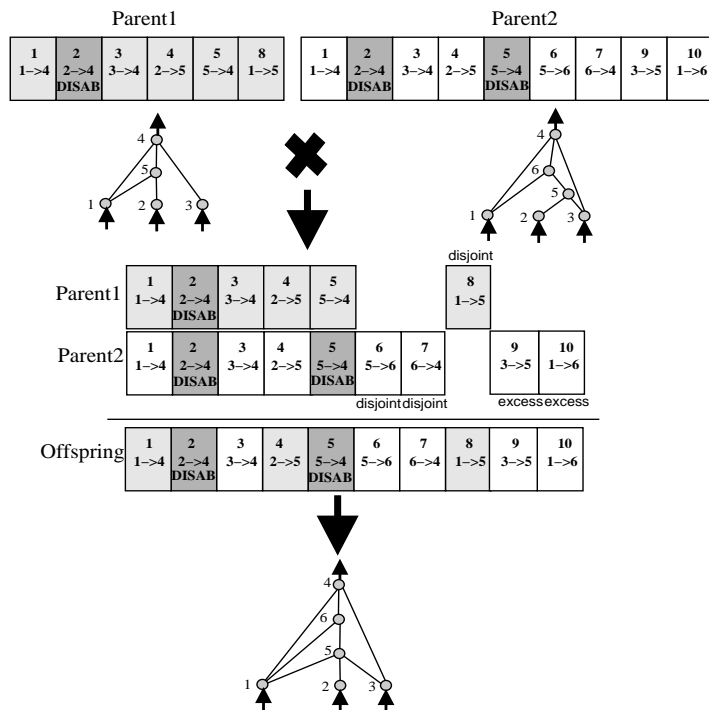 Parent1 Parent2
1 2 3 4 5 8
1->4 2->4 3->4 2->5 5->4 1->5
DISAB
1 2 3 4 5 6 7 9 10
1->4 2->4 3->4 2->5 5->4 5->6 6->4 3->5 1->6
DISAB DISAB
4
5
1 2 3
4
6
5
1 2 3
disjoint
Parent1
1 2 3 4 5 8
1->4 2->4 3->4 2->5 5->4 1->5
DISAB
Parent2
1 2 3 4 5 6 7 9 10
1->4 2->4 3->4 2->5 5->4 5->6 6->4 3->5 1->6
DISAB DISAB
disjoint disjoint excess excess
Offspring
1 2 3 4 5 6 7 8 9 10
1->4 2->4 3->4 2->5 5->4 5->6 6->4 1->5 3->5 1->6
DISAB DISAB
4
6
5
1 2 3